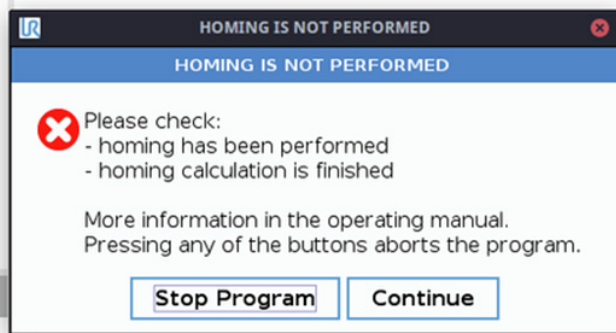 HOMING IS NOT PERFORMED
HOMING IS NOT PERFORMED
Please check:
- homing has been performed
- homing calculation is finished
More information in the operating manual.
Pressing any of the buttons aborts the program.
Stop Program
Continue